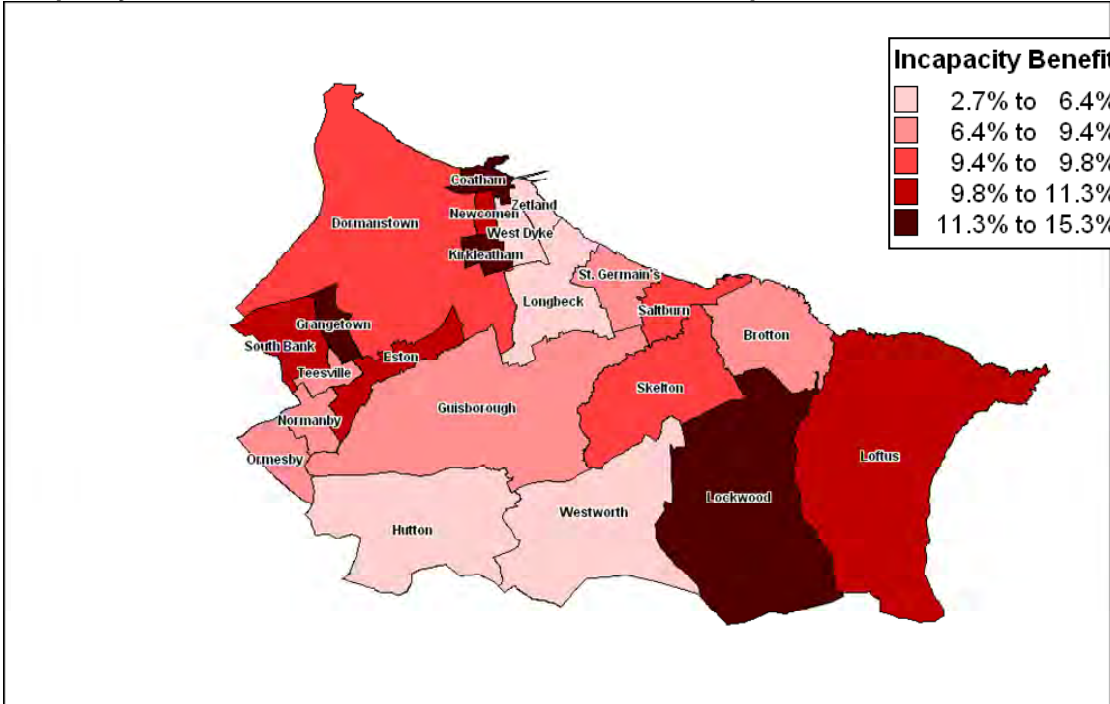 Incapacity Benefit
2.7% to 6.4%
6.4% to 9.4%
9.4% to 9.8%
9.8% to 11.3%
11.3% to 15.3%
Coatham
Zetland
Newcomen
Dormanstown
West Dyke
Kirkleatham
St. Germain's
Longbeck
Saltburn
Grangetown
Brotton
South Bank
Eston
Teesville
Skelton
Guisborough
Normanby
Loftus
Ormesby
Lockwood
Westworth
Hutton